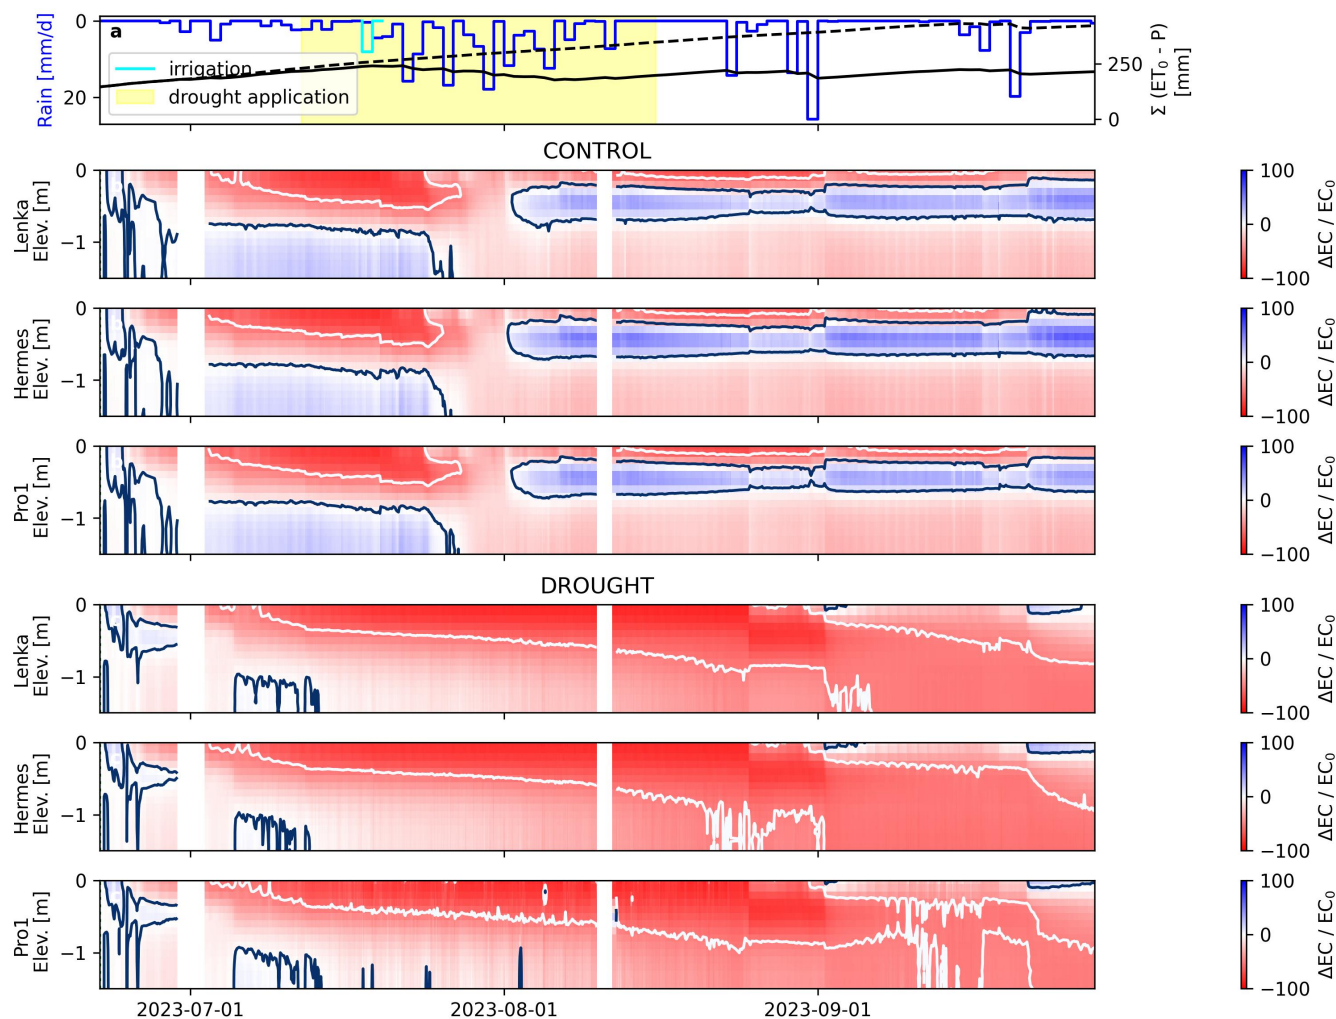 a
irrigation
drought application
Rain [mm/d]
0
20
250
0
Σ (ET₀ - P)
[mm]
CONTROL
Lenka
Elev. [m]
0
−1
100
0
−100
ΔEC / EC₀
Hermes
Elev. [m]
0
−1
100
0
−100
ΔEC / EC₀
Pro1
Elev. [m]
0
−1
100
0
−100
ΔEC / EC₀
DROUGHT
Lenka
Elev. [m]
0
−1
100
0
−100
ΔEC / EC₀
Hermes
Elev. [m]
0
−1
100
0
−100
ΔEC / EC₀
Pro1
Elev. [m]
0
−1
100
0
−100
ΔEC / EC₀
2023-07-01
2023-08-01
2023-09-01